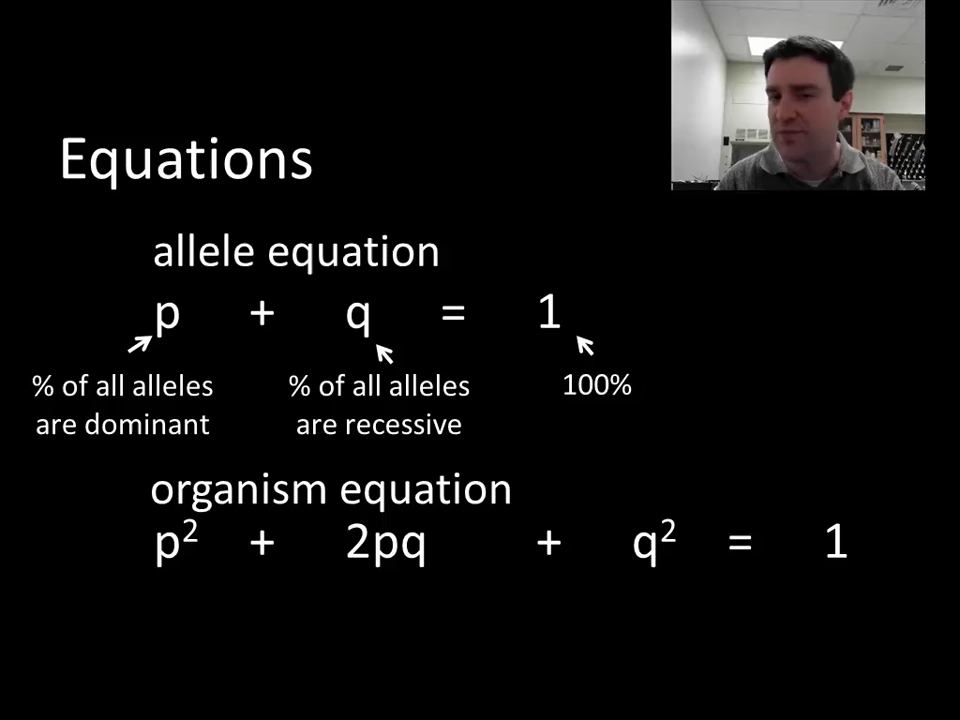 Equations
allele equation
p + q = 1
% of all alleles are dominant
% of all alleles are recessive
100%
organism equation
p² + 2pq + q² = 1